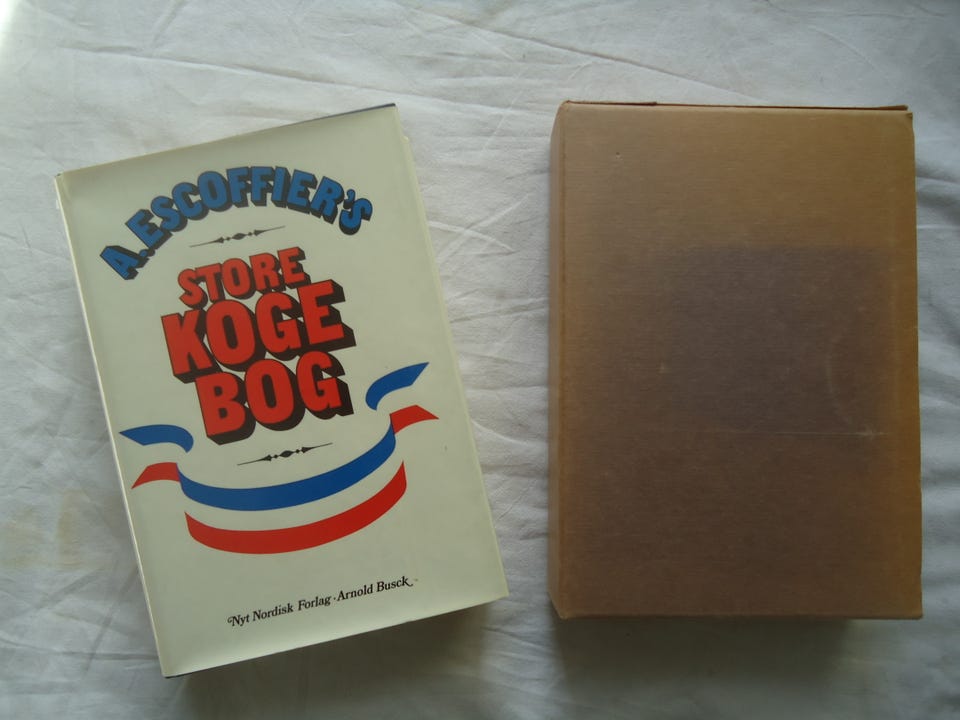 A. ESCOFFIER'S
STORE
KOGE
BOG
Nyt Nordisk Forlag · Arnold Busck